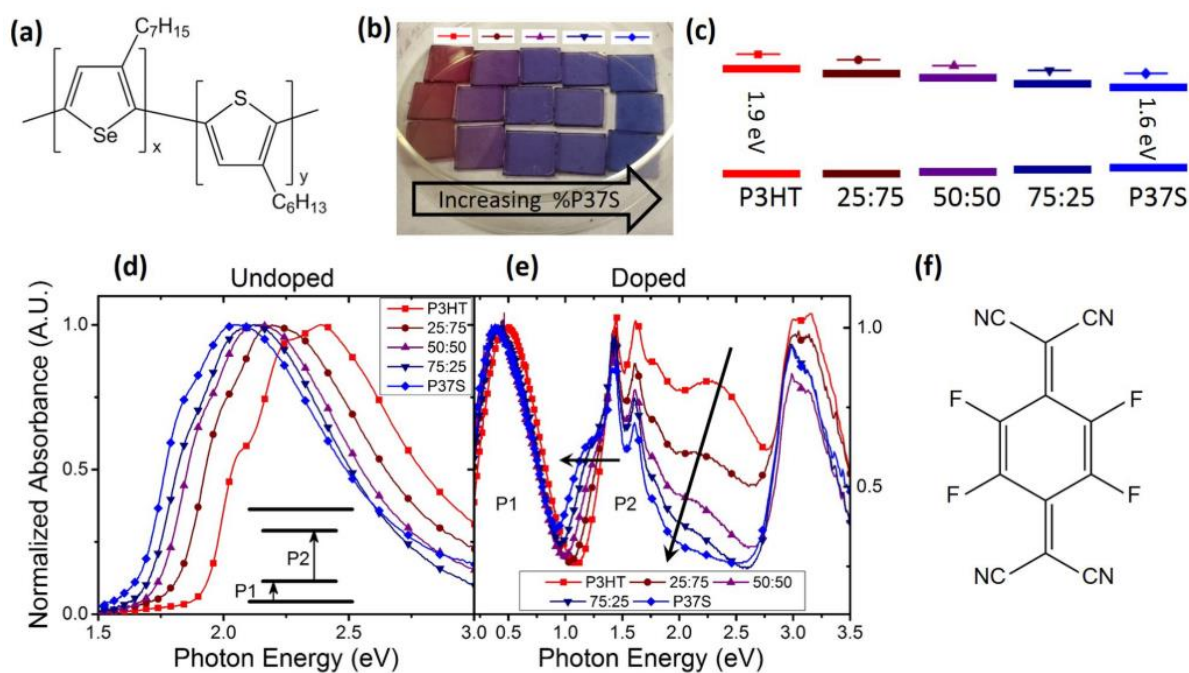 (a)
C7H15
Se
x
S
y
C6H13
(b)
Increasing %P37S
(c)
1.9 eV
1.6 eV
P3HT 25:75 50:50 75:25 P37S
(d)
Undoped
Normalized Absorbance (A.U.)
1.0
0.5
0.0
P3HT
25:75
50:50
75:25
P37S
P2
P1
1.5 2.0 2.5 3.0
Photon Energy (eV)
(e)
Doped
1.0
0.5
P1
P2
P3HT 25:75 50:50
75:25 P37S
0 0.5 1.0 1.5 2.0 2.5 3.0 3.5
Photon Energy (eV)
(f)
NC CN
F F
F F
NC CN